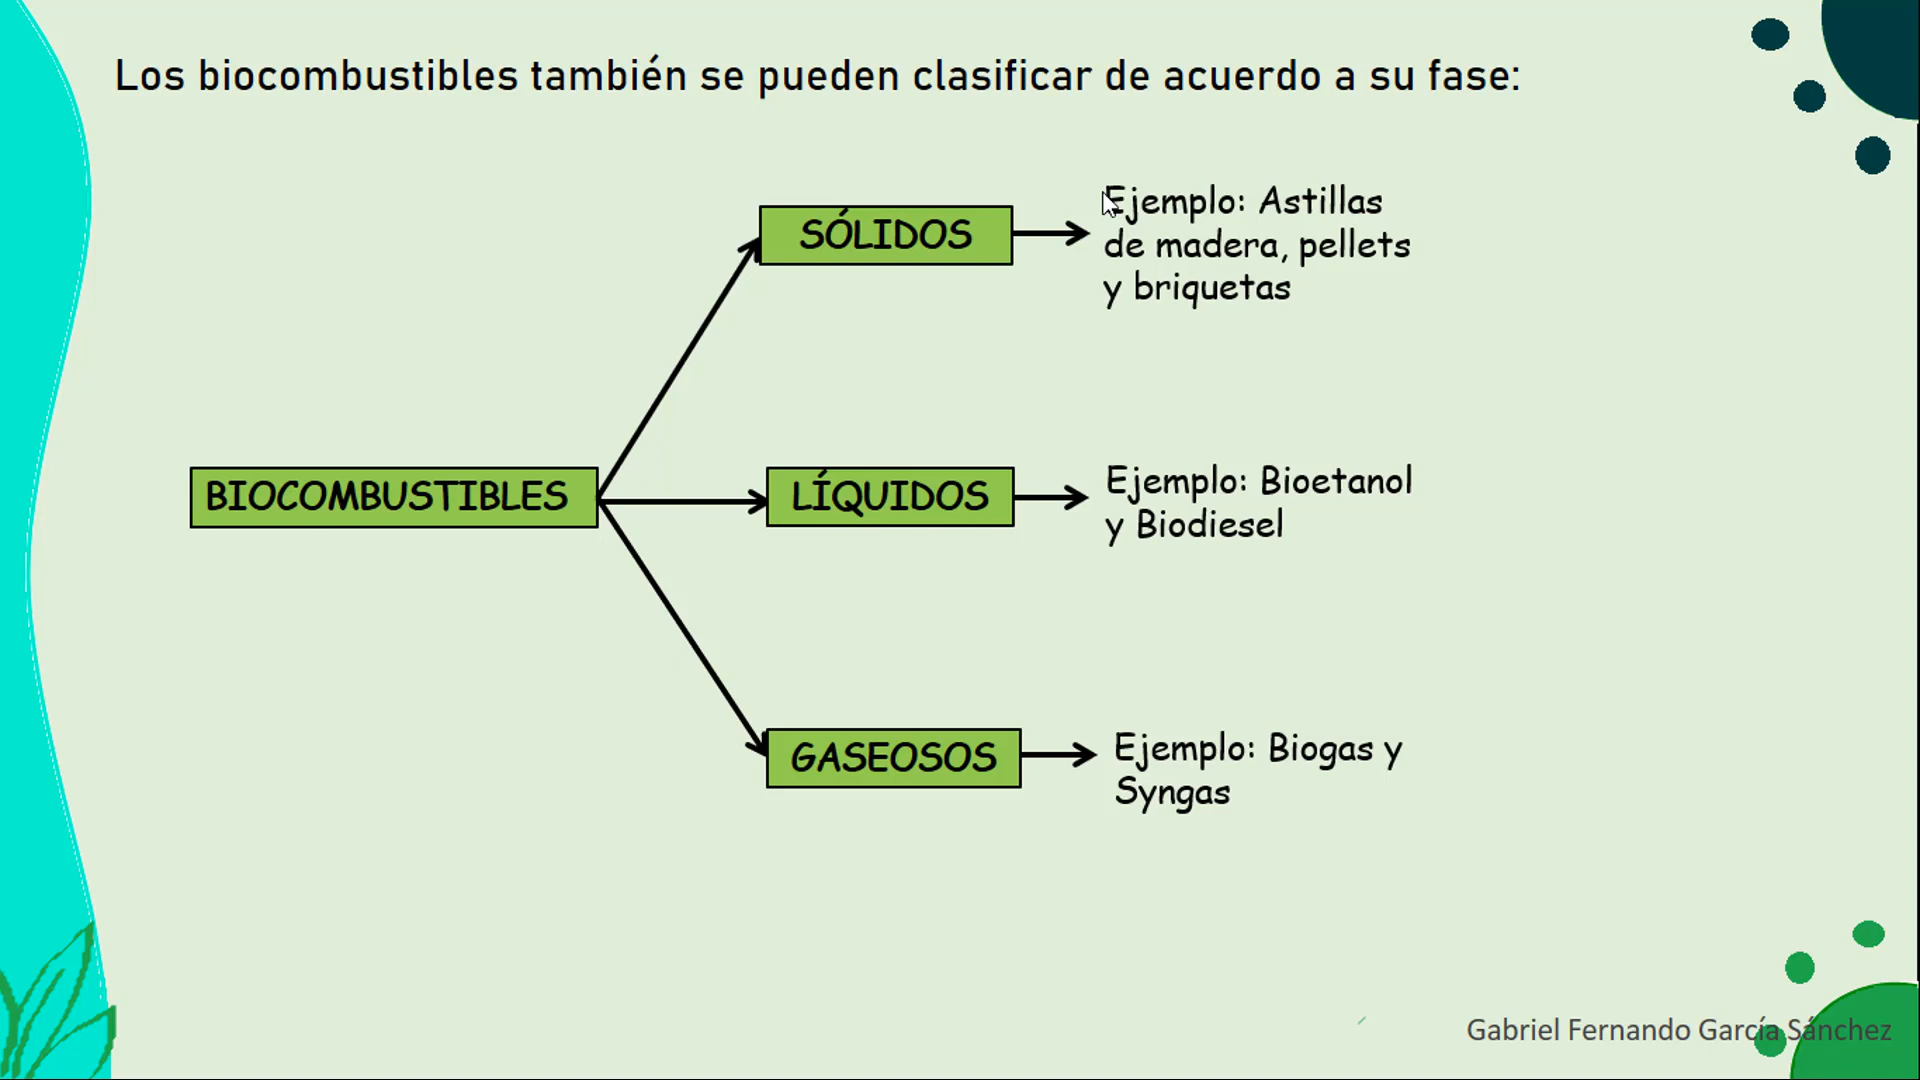 Los biocombustibles también se pueden clasificar de acuerdo a su fase:
SÓLIDOS
Ejemplo: Astillas
de madera, pellets
y briquetas
BIOCOMBUSTIBLES
LÍQUIDOS
Ejemplo: Bioetanol
y Biodiesel
GASEOSOS
Ejemplo: Biogas y
Syngas
Gabriel Fernando García Sánchez